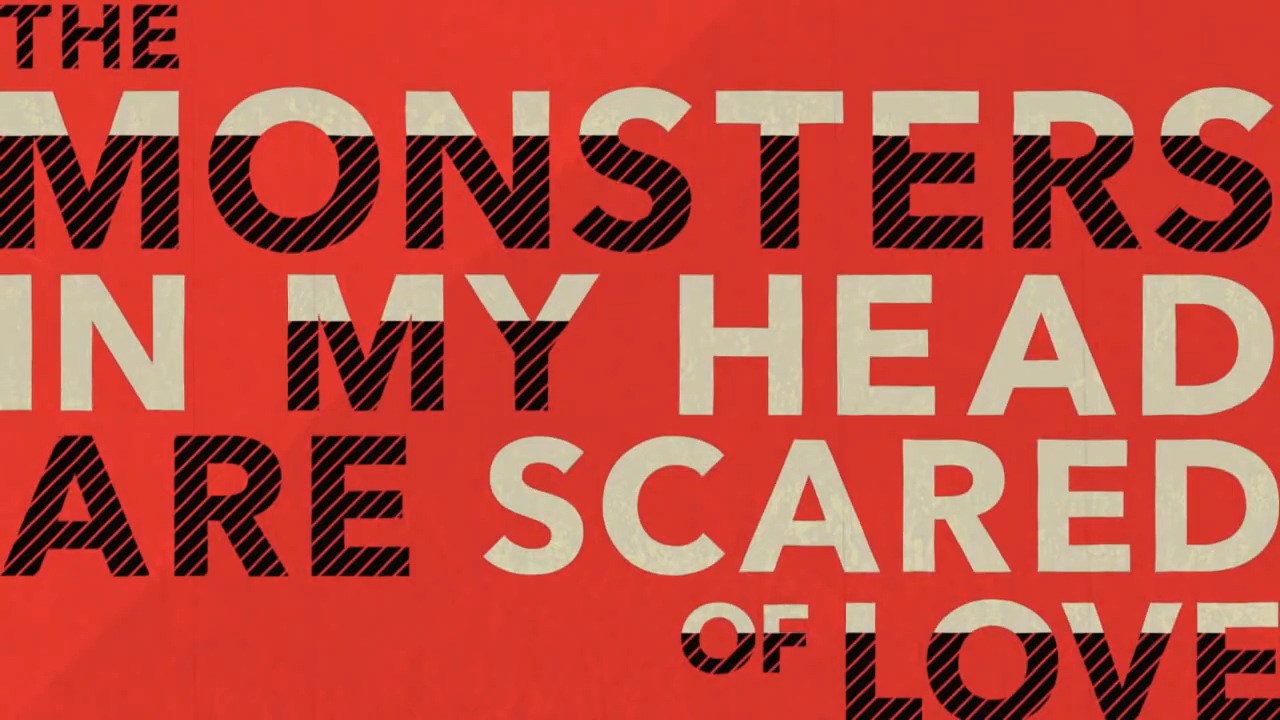 THE
MONSTERS
IN MY HEAD
ARE SCARED
OF LOVE